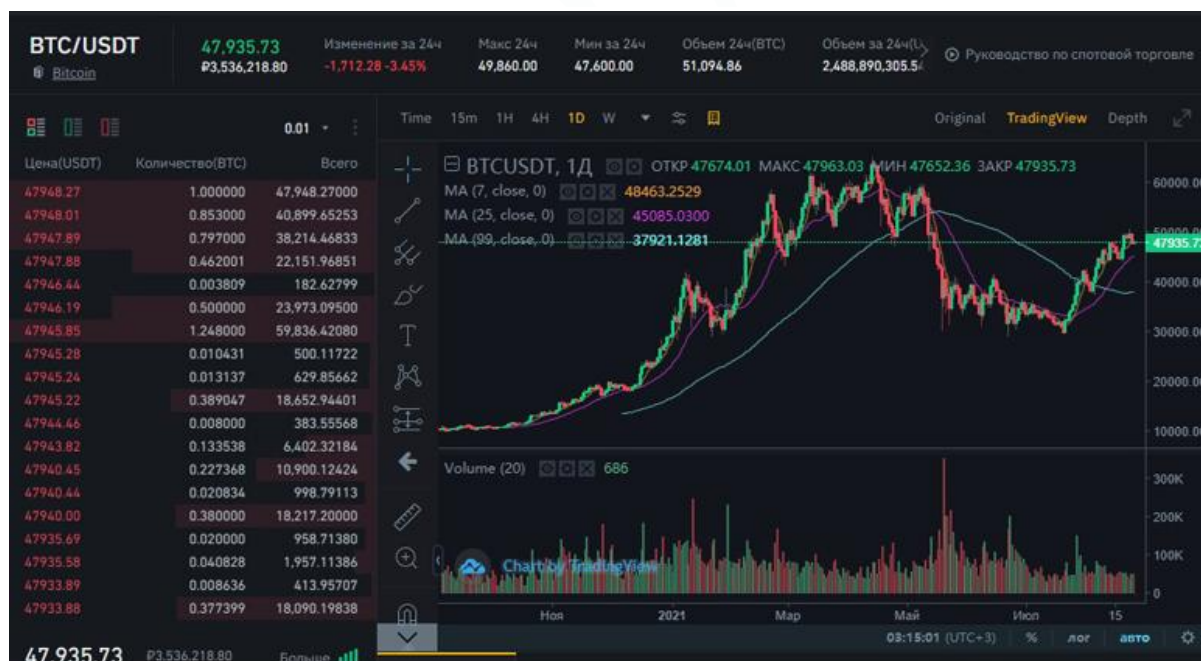 BTC/USDT
Bitcoin
47,935.73
₽3,536,218.80
Изменение за 24ч
-1,712.28 -3.45%
Макс 24ч
49,860.00
Мин за 24ч
47,600.00
Объем 24ч(BTC)
51,094.86
Объем за 24ч(U
2,488,890,305.5
Руководство по спотовой торговле
0.01
Цена(USDT) Количество(BTC) Всего
47948.27 1.000000 47,948.27000
47948.01 0.853000 40,899.65253
47947.89 0.797000 38,214.46833
47947.88 0.462001 22,151.96851
47946.44 0.003809 182.62799
47946.19 0.500000 23,973.09500
47945.85 1.248000 59,836.42080
47945.28 0.010431 500.11722
47945.24 0.013137 629.85662
47945.22 0.389047 18,652.94401
47944.46 0.008000 383.55568
47943.82 0.133538 6,402.32184
47940.45 0.227368 10,900.12424
47940.44 0.020834 998.79113
47940.00 0.380000 18,217.20000
47935.69 0.020000 958.71380
47935.58 0.040828 1,957.11386
47933.89 0.008636 413.95707
47933.88 0.377399 18,090.19838
47,935.73 ₽3,536,218.80 Больше
Time 15m 1H 4H 1D W
Original TradingView Depth
BTCUSDT, 1Д ОТКР 47674.01 МАКС 47963.03 МИН 47652.36 ЗАКР 47935.73
MA (7, close, 0) 48463.2529
MA (25, close, 0) 45085.0300
MA (99, close, 0) 37921.1281
60000.00
50000.00
47935.73
40000.00
30000.00
20000.00
10000.00
Volume (20) 686
300K
200K
100K
0
Chart by TradingView
Ноя 2021 Мар Май Июл 15
03:15:01 (UTC+3) % лог авто